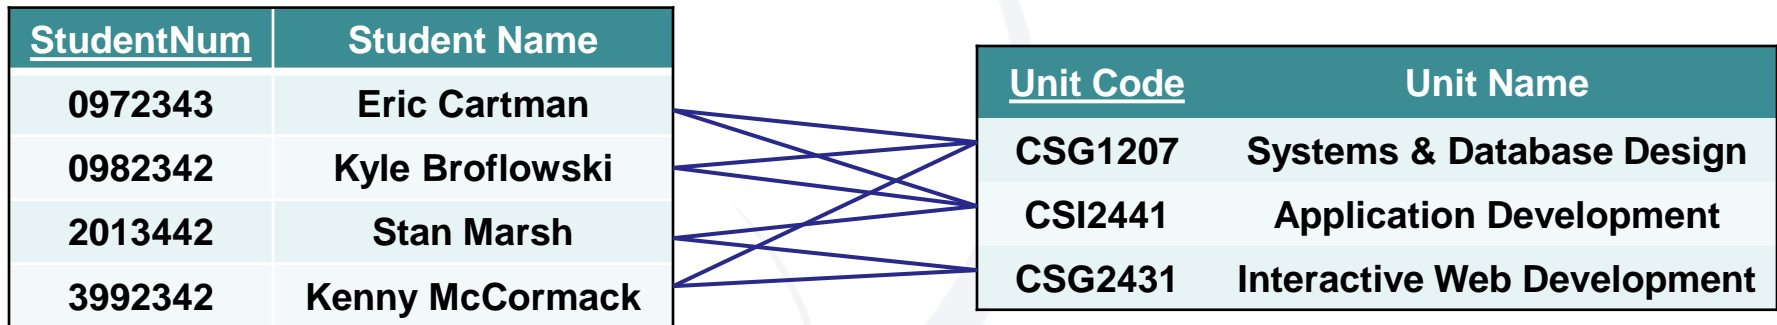 StudentNum Student Name
0972343 Eric Cartman
0982342 Kyle Broflowski
2013442 Stan Marsh
3992342 Kenny McCormack
Unit Code Unit Name
CSG1207 Systems & Database Design
CSI2441 Application Development
CSG2431 Interactive Web Development